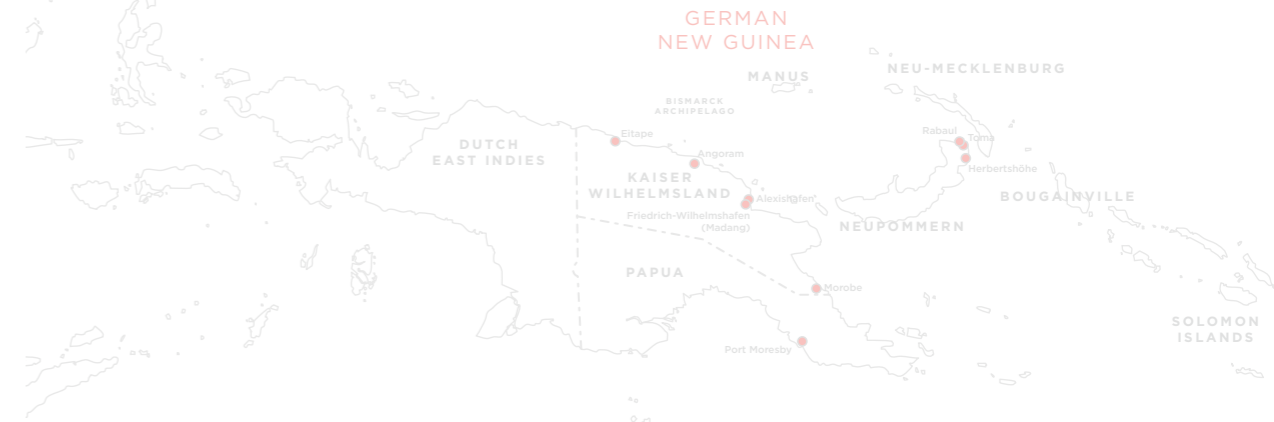 GERMAN
NEW GUINEA
MANUS
NEU-MECKLENBURG
BISMARCK
ARCHIPELAGO
Eitape
Rabaul
Toma
DUTCH
EAST INDIES
Angoram
Herbertshöhe
KAISER
WILHELMSLAND
Alexishafen
BOUGAINVILLE
Friedrich-Wilhelmshafen
(Madang)
NEUPOMMERN
PAPUA
Morobe
SOLOMON
ISLANDS
Port Moresby